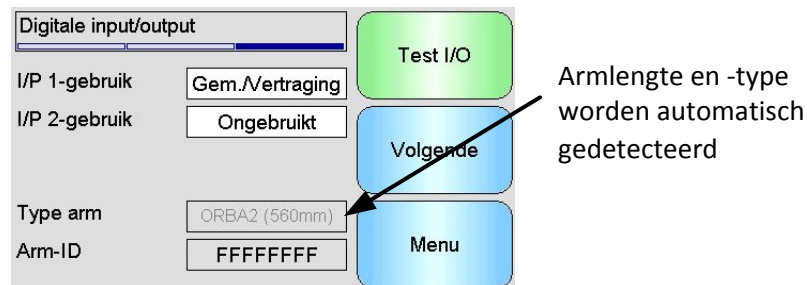 Digitale input/output
Test I/O
I/P 1-gebruik
Gem./Vertraging
I/P 2-gebruik
Ongebruikt
Volgende
Type arm
ORBA2 (560mm)
Arm-ID
FFFFFFFF
Menu
Armlengte en -type
worden automatisch
gedetecteerd